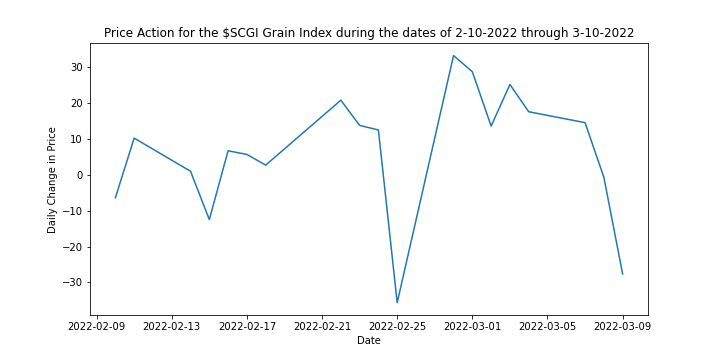 Price Action for the $SCGI Grain Index during the dates of 2-10-2022 through 3-10-2022
30
20
10
0
−10
−20
−30
Daily Change in Price
2022-02-09 2022-02-13 2022-02-17 2022-02-21 2022-02-25 2022-03-01 2022-03-05 2022-03-09
Date